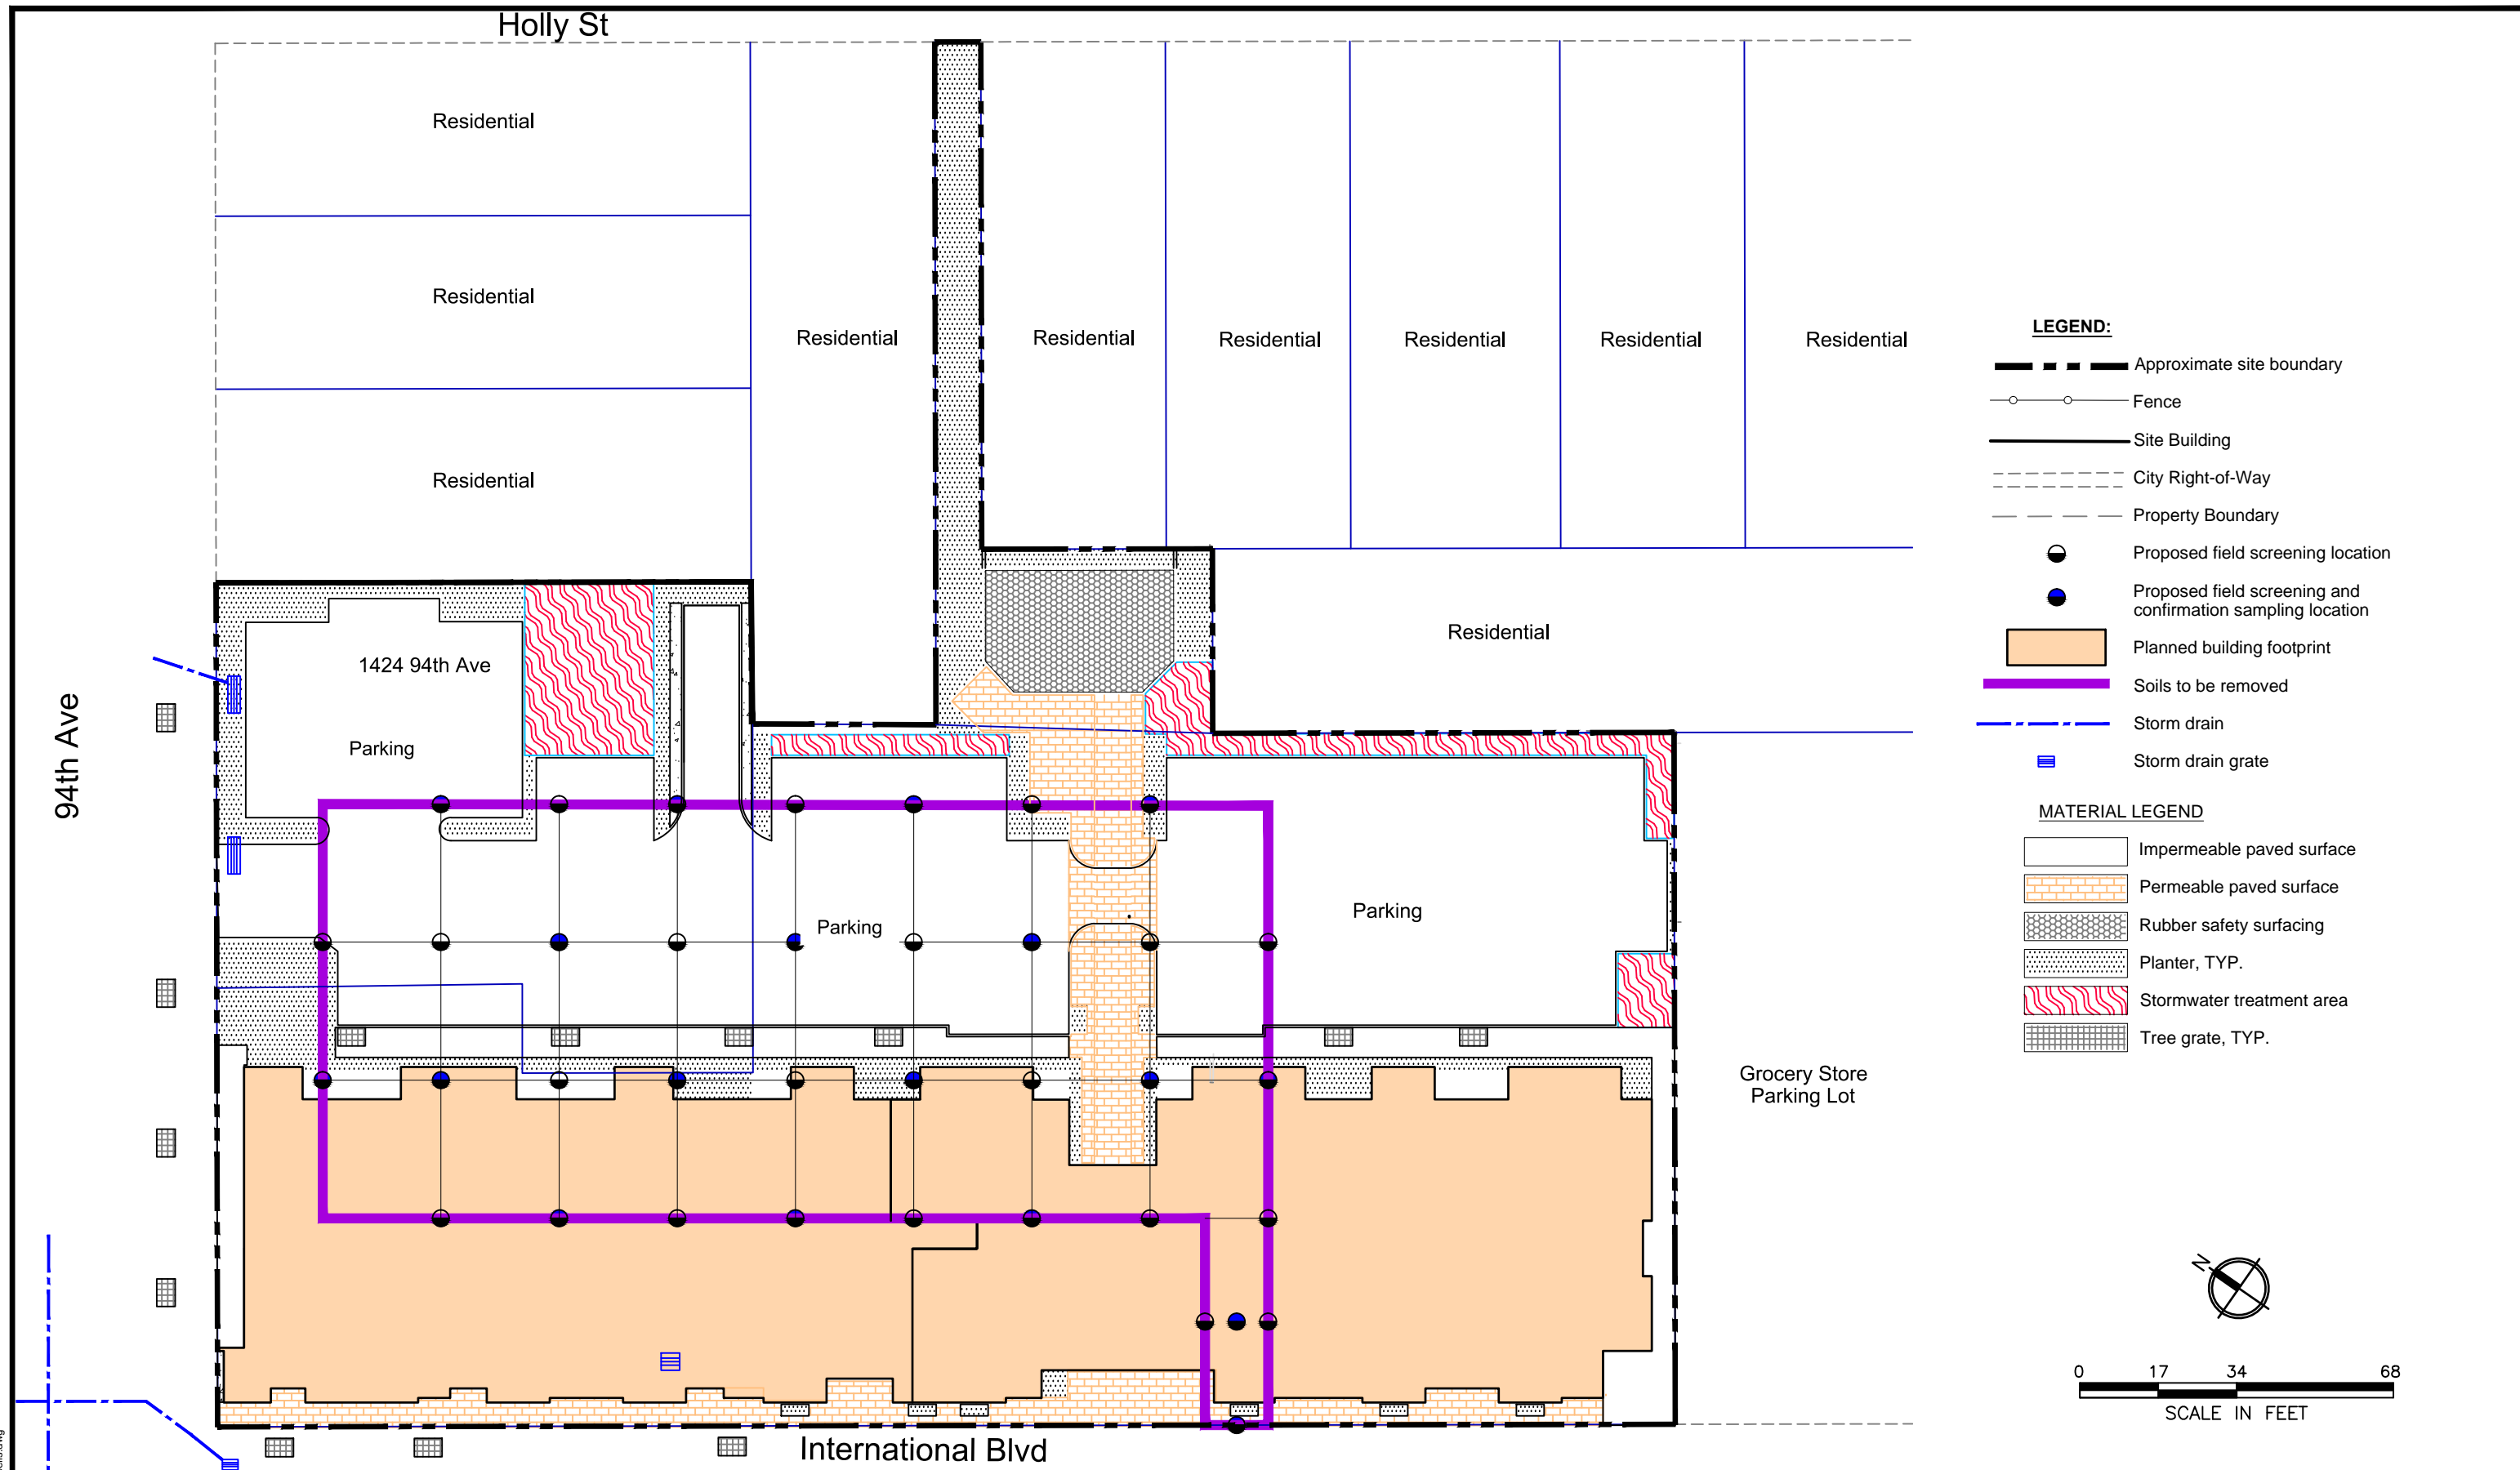 Holly St
Residential
Residential
Residential
Residential
Residential
Residential
Residential
Residential
Residential
Residential
1424 94th Ave
Parking
94th Ave
Parking
Parking
Grocery Store
Parking Lot
International Blvd
LEGEND:
Approximate site boundary
Fence
Site Building
City Right-of-Way
Property Boundary
Proposed field screening location
Proposed field screening and
confirmation sampling location
Planned building footprint
Soils to be removed
Storm drain
Storm drain grate
MATERIAL LEGEND
Impermeable paved surface
Permeable paved surface
Rubber safety surfacing
Planter, TYP.
Stormwater treatment area
Tree grate, TYP.
N
0 17 34 68
SCALE IN FEET